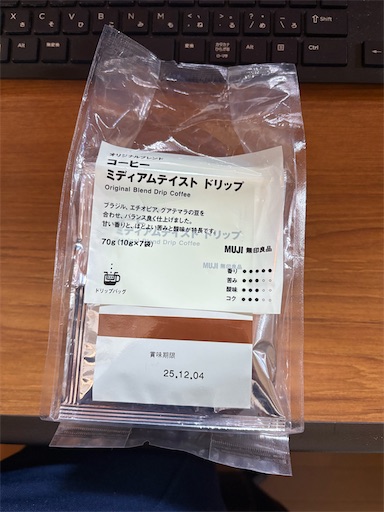 オリジナルブレンド
コーヒー
ミディアムテイスト ドリップ
Original Blend Drip Coffee
ブラジル、エチオピア、グアテマラの豆を
合わせ、バランス良く仕上げました。
甘い香りと、ほどよい苦みと酸味が特長です。
70g（10g×7袋）
MUJI 無印良品
香り
苦み
酸味
コク
ドリップバッグ
賞味期限
25.12.04